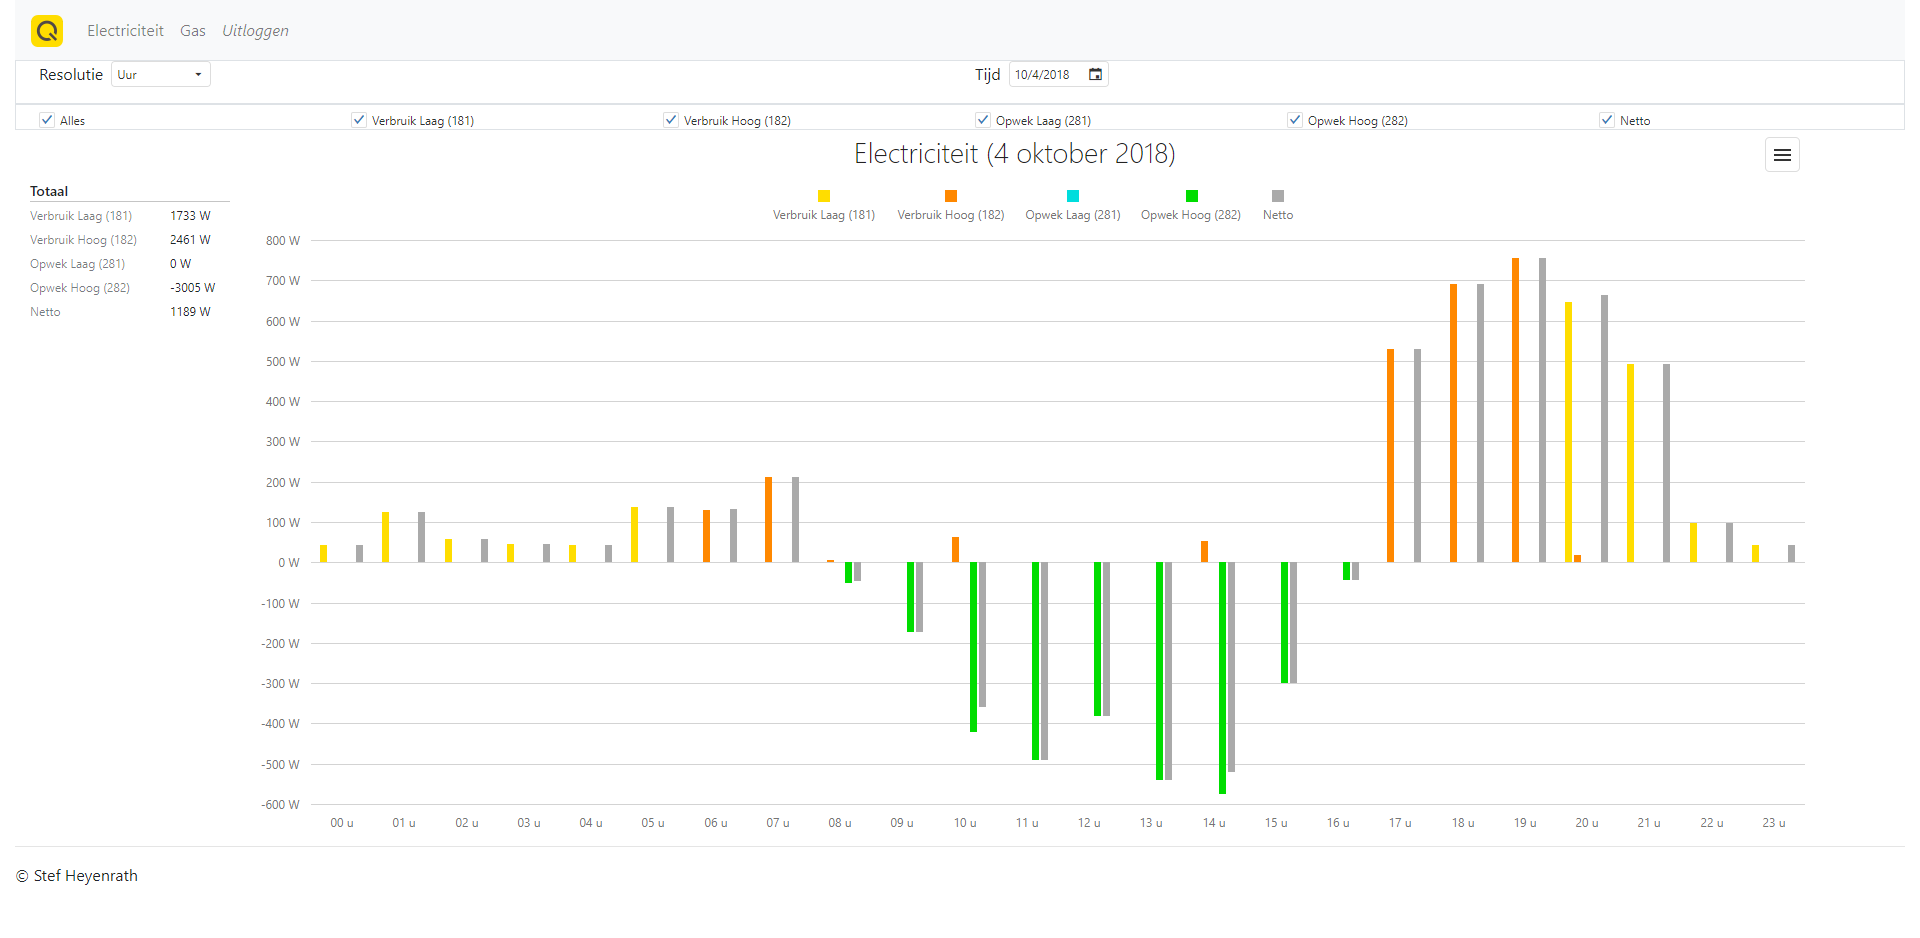 Q Electriciteit Gas Uitloggen
Resolutie Uur Tijd 10/4/2018
Alles Verbruik Laag (181) Verbruik Hoog (182) Opwek Laag (281) Opwek Hoog (282) Netto
Electriciteit (4 oktober 2018)
Totaal
Verbruik Laag (181) 1733 W
Verbruik Hoog (182) 2461 W
Opwek Laag (281) 0 W
Opwek Hoog (282) -3005 W
Netto 1189 W
Verbruik Laag (181) Verbruik Hoog (182) Opwek Laag (281) Opwek Hoog (282) Netto
800 W
700 W
600 W
500 W
400 W
300 W
200 W
100 W
0 W
-100 W
-200 W
-300 W
-400 W
-500 W
-600 W
00 u 01 u 02 u 03 u 04 u 05 u 06 u 07 u 08 u 09 u 10 u 11 u 12 u 13 u 14 u 15 u 16 u 17 u 18 u 19 u 20 u 21 u 22 u 23 u
© Stef Heyenrath